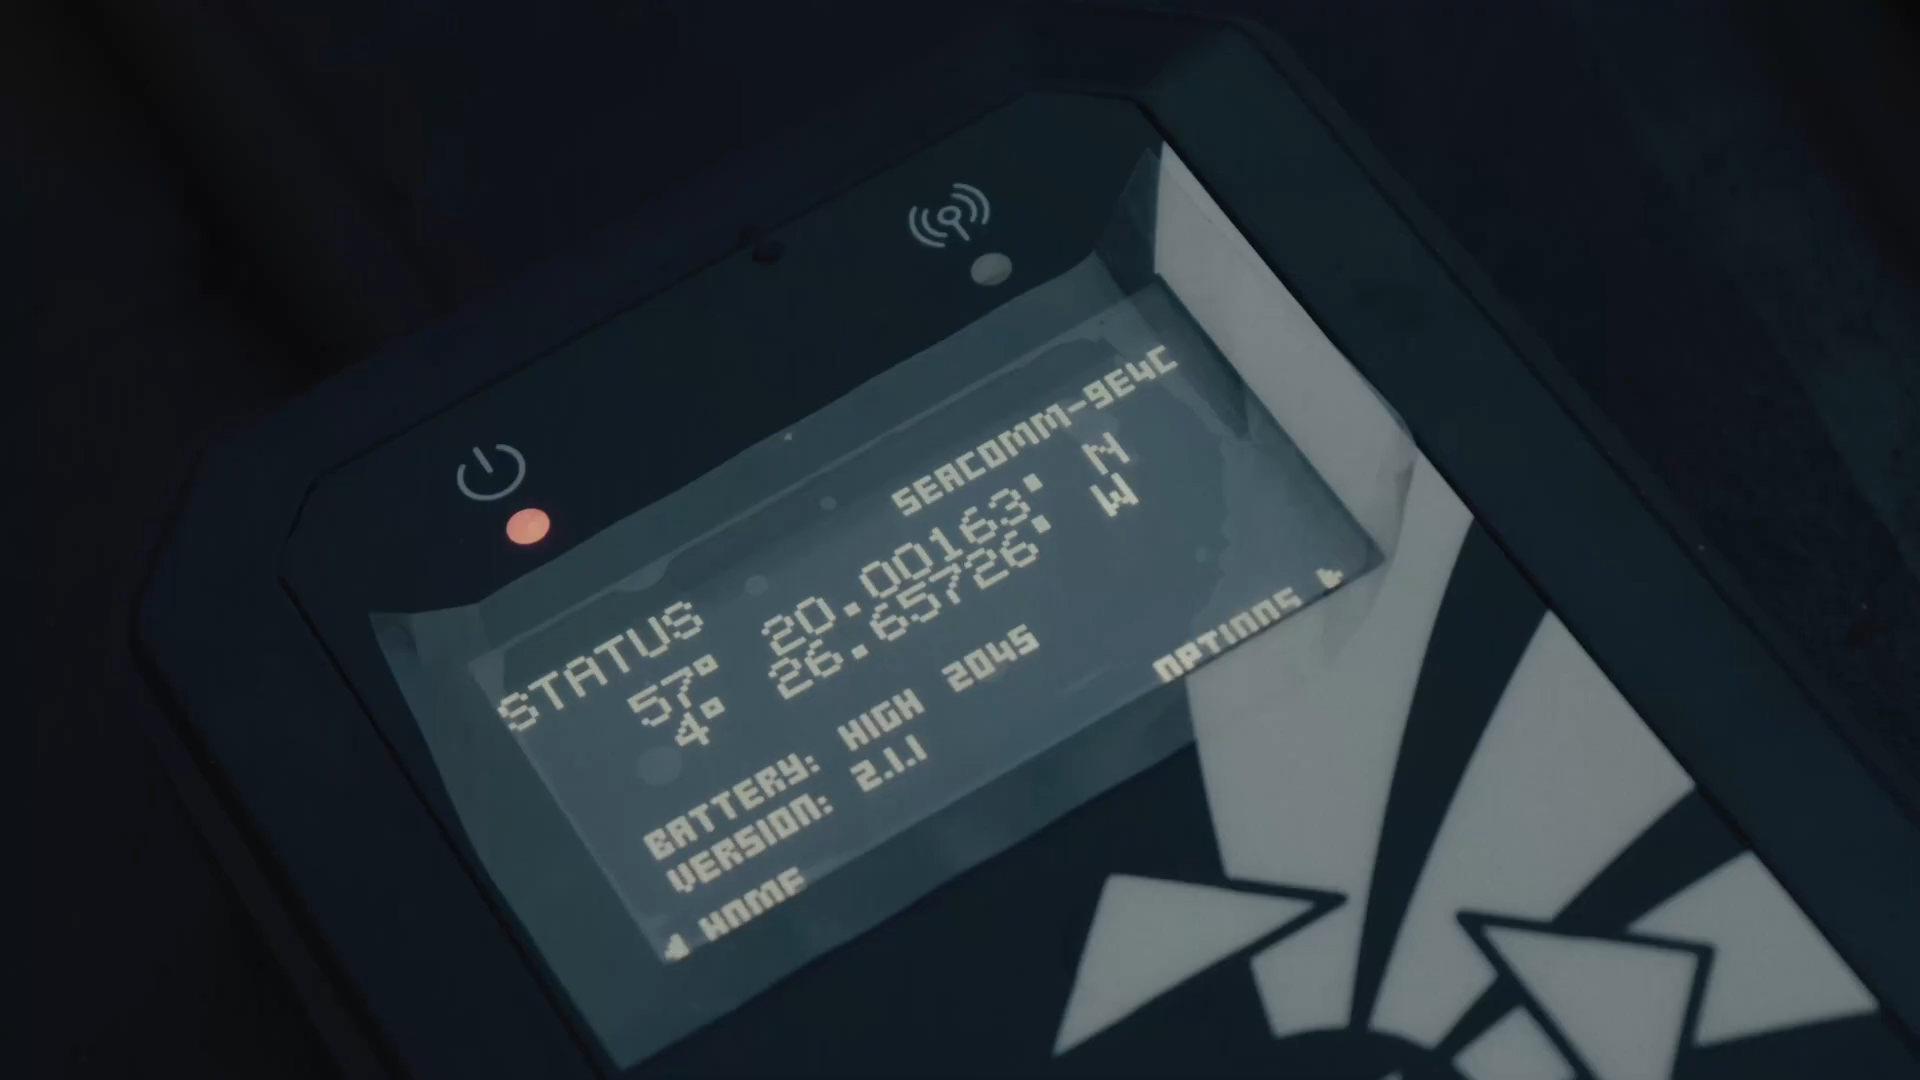 STATUS SEACOMM-9E4C
57° 20.00163' N
4° 26.65726' W
BATTERY: HIGH 2045
VERSION: 2.1.1
HOME OPTIONS